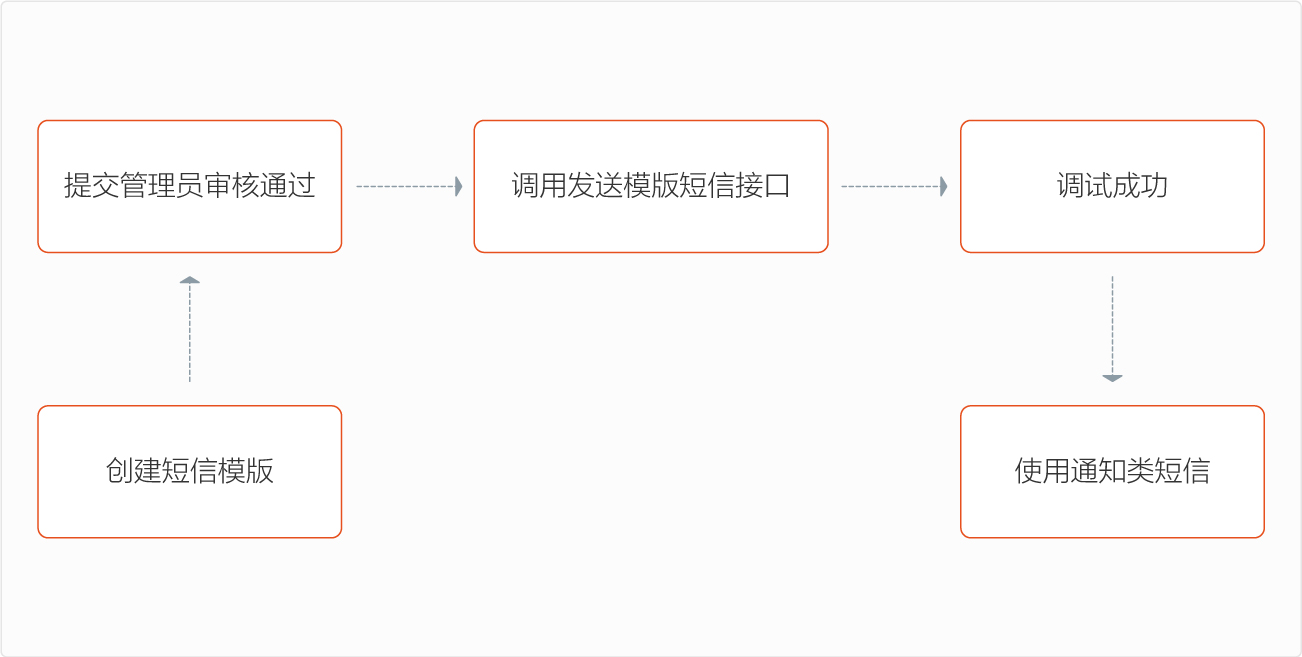 提交管理员审核通过
调用发送模版短信接口
调试成功
创建短信模版
使用通知类短信